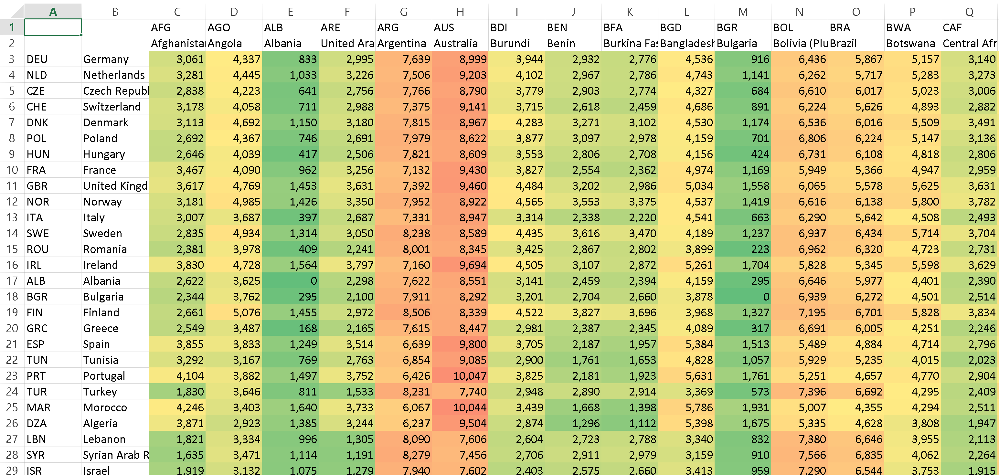 A B C D E F G H I J K L M N O P Q
1 AFG AGO ALB ARE ARG AUS BDI BEN BFA BGD BGR BOL BRA BWA CAF
2 Afghanista Angola Albania United Ara Argentina Australia Burundi Benin Burkina Fas Bangladesh Bulgaria Bolivia (Plu Brazil Botswana Central Afr
3 DEU Germany 3,061 4,337 833 2,995 7,639 8,999 3,944 2,932 2,776 4,536 916 6,436 5,867 5,157 3,140
4 NLD Netherlands 3,281 4,445 1,033 3,226 7,506 9,203 4,102 2,967 2,786 4,743 1,141 6,262 5,717 5,283 3,273
5 CZE Czech Republ 2,838 4,223 641 2,756 7,766 8,790 3,779 2,903 2,774 4,327 684 6,610 6,017 5,023 3,006
6 CHE Switzerland 3,178 4,058 711 2,988 7,375 9,141 3,715 2,618 2,459 4,686 891 6,224 5,626 4,893 2,882
7 DNK Denmark 3,113 4,692 1,150 3,180 7,815 8,967 4,283 3,271 3,102 4,530 1,174 6,536 6,016 5,509 3,491
8 POL Poland 2,692 4,367 746 2,691 7,979 8,622 3,877 3,097 2,978 4,159 701 6,806 6,224 5,147 3,136
9 HUN Hungary 2,646 4,039 417 2,506 7,821 8,609 3,553 2,806 2,708 4,156 424 6,731 6,108 4,818 2,806
10 FRA France 3,467 4,090 962 3,256 7,132 9,430 3,827 2,554 2,362 4,974 1,169 5,949 5,366 4,947 2,959
11 GBR United Kingd 3,617 4,769 1,453 3,631 7,392 9,460 4,484 3,202 2,986 5,034 1,558 6,065 5,578 5,625 3,631
12 NOR Norway 3,181 4,985 1,426 3,350 7,952 8,922 4,565 3,553 3,375 4,537 1,419 6,616 6,138 5,800 3,782
13 ITA Italy 3,007 3,687 397 2,687 7,331 8,947 3,314 2,338 2,220 4,541 663 6,290 5,642 4,508 2,493
14 SWE Sweden 2,835 4,934 1,314 3,050 8,238 8,589 4,435 3,616 3,470 4,189 1,237 6,937 6,434 5,714 3,704
15 ROU Romania 2,381 3,978 409 2,241 8,001 8,345 3,425 2,867 2,802 3,899 223 6,962 6,320 4,723 2,731
16 IRL Ireland 3,830 4,728 1,564 3,797 7,160 9,694 4,505 3,107 2,872 5,261 1,704 5,828 5,345 5,598 3,629
17 ALB Albania 2,622 3,625 0 2,298 7,622 8,551 3,141 2,459 2,394 4,159 295 6,646 5,977 4,401 2,390
18 BGR Bulgaria 2,344 3,762 295 2,100 7,911 8,292 3,201 2,704 2,660 3,878 0 6,939 6,272 4,501 2,514
19 FIN Finland 2,661 5,076 1,455 2,972 8,506 8,339 4,522 3,827 3,696 3,968 1,327 7,195 6,701 5,828 3,834
20 GRC Greece 2,549 3,487 168 2,165 7,615 8,447 2,981 2,387 2,345 4,089 317 6,691 6,005 4,251 2,246
21 ESP Spain 3,855 3,833 1,249 3,514 6,639 9,800 3,705 2,187 1,957 5,384 1,513 5,489 4,884 4,714 2,796
22 TUN Tunisia 3,292 3,167 769 2,763 6,854 9,085 2,900 1,761 1,653 4,828 1,057 5,929 5,235 4,015 2,023
23 PRT Portugal 4,104 3,882 1,497 3,752 6,426 10,047 3,825 2,181 1,923 5,631 1,761 5,251 4,657 4,770 2,904
24 TUR Turkey 1,830 3,646 811 1,533 8,231 7,740 2,948 2,890 2,914 3,369 573 7,396 6,692 4,295 2,409
25 MAR Morocco 4,246 3,403 1,640 3,733 6,067 10,044 3,439 1,668 1,398 5,786 1,931 5,007 4,355 4,294 2,511
26 DZA Algeria 3,871 2,923 1,385 3,244 6,237 9,504 2,874 1,296 1,112 5,398 1,675 5,335 4,628 3,808 1,947
27 LBN Lebanon 1,821 3,334 996 1,305 8,090 7,606 2,604 2,723 2,788 3,340 832 7,380 6,646 3,955 2,113
28 SYR Syrian Arab R 1,635 3,471 1,114 1,191 8,279 7,456 2,706 2,911 2,979 3,159 910 7,566 6,835 4,062 2,264
29 ISR Israel 1,919 3,132 1,075 1,279 7,940 7,602 2,403 2,575 2,660 3,413 959 7,290 6,544 3,753 1,915